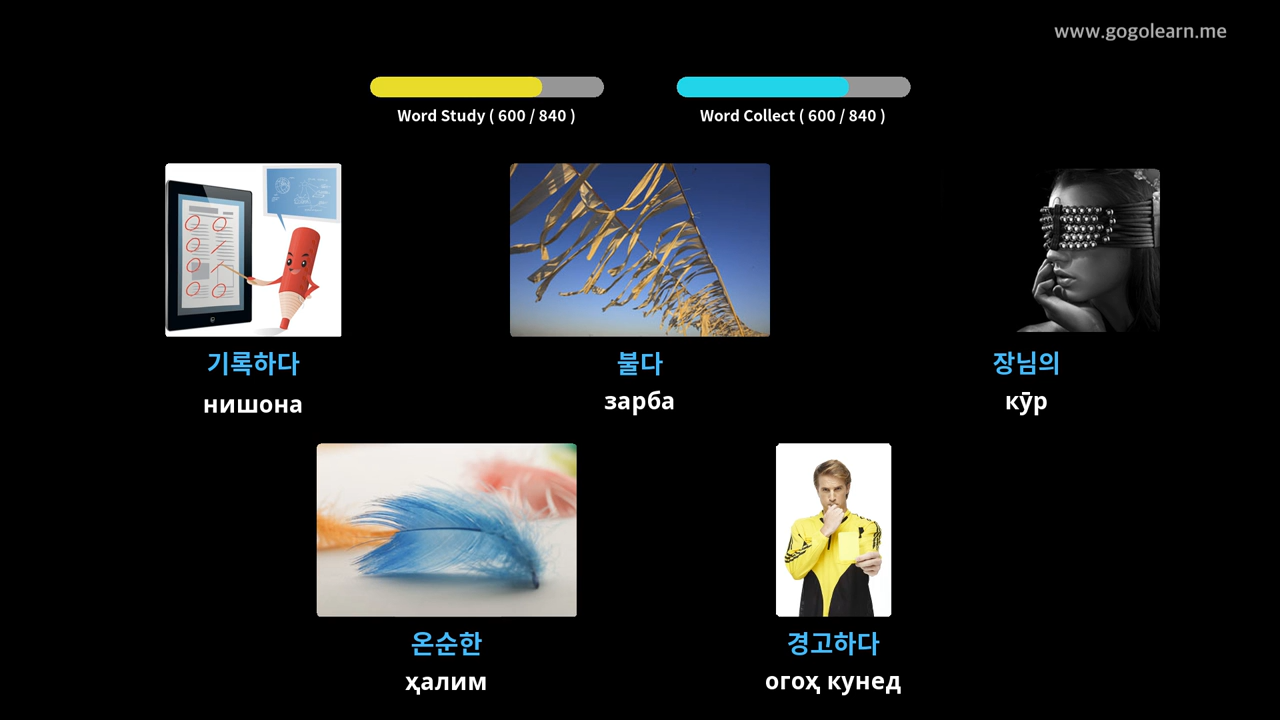 www.gogolearn.me
Word Study ( 600 / 840 )
Word Collect ( 600 / 840 )
기록하다
нишона
불다
зарба
장님의
кӯр
온순한
ҳалим
경고하다
огоҳ кунед